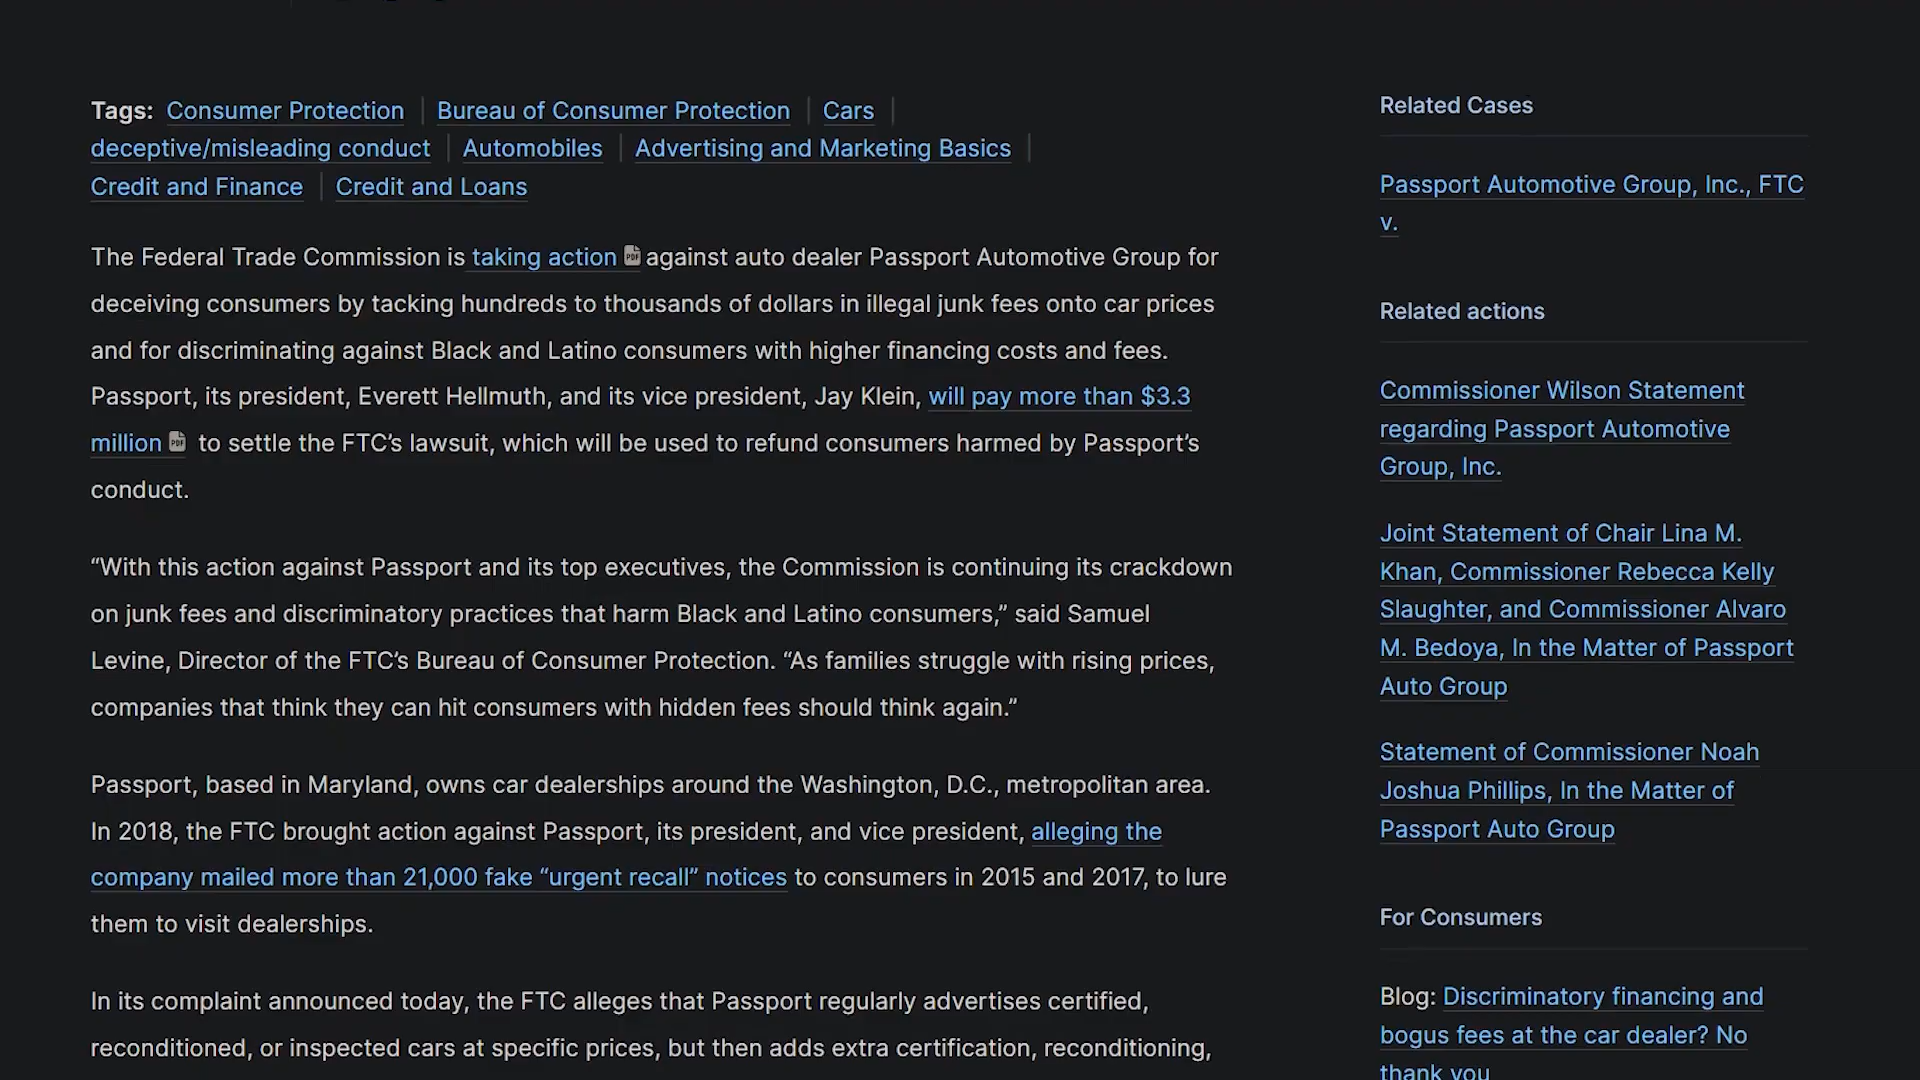 Tags: Consumer Protection | Bureau of Consumer Protection | Cars |
deceptive/misleading conduct | Automobiles | Advertising and Marketing Basics |
Credit and Finance | Credit and Loans
The Federal Trade Commission is taking action PDF against auto dealer Passport Automotive Group for
deceiving consumers by tacking hundreds to thousands of dollars in illegal junk fees onto car prices
and for discriminating against Black and Latino consumers with higher financing costs and fees.
Passport, its president, Everett Hellmuth, and its vice president, Jay Klein, will pay more than $3.3
million PDF to settle the FTC’s lawsuit, which will be used to refund consumers harmed by Passport’s
conduct.
“With this action against Passport and its top executives, the Commission is continuing its crackdown
on junk fees and discriminatory practices that harm Black and Latino consumers,” said Samuel
Levine, Director of the FTC’s Bureau of Consumer Protection. “As families struggle with rising prices,
companies that think they can hit consumers with hidden fees should think again.”
Passport, based in Maryland, owns car dealerships around the Washington, D.C., metropolitan area.
In 2018, the FTC brought action against Passport, its president, and vice president, alleging the
company mailed more than 21,000 fake “urgent recall” notices to consumers in 2015 and 2017, to lure
them to visit dealerships.
In its complaint announced today, the FTC alleges that Passport regularly advertises certified,
reconditioned, or inspected cars at specific prices, but then adds extra certification, reconditioning,
Related Cases
Passport Automotive Group, Inc., FTC
v.
Related actions
Commissioner Wilson Statement
regarding Passport Automotive
Group, Inc.
Joint Statement of Chair Lina M.
Khan, Commissioner Rebecca Kelly
Slaughter, and Commissioner Alvaro
M. Bedoya, In the Matter of Passport
Auto Group
Statement of Commissioner Noah
Joshua Phillips, In the Matter of
Passport Auto Group
For Consumers
Blog: Discriminatory financing and
bogus fees at the car dealer? No
thank you